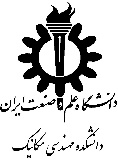 دانشگاه علم و صنعت ایران
دانشکده مهندسی مکانیک